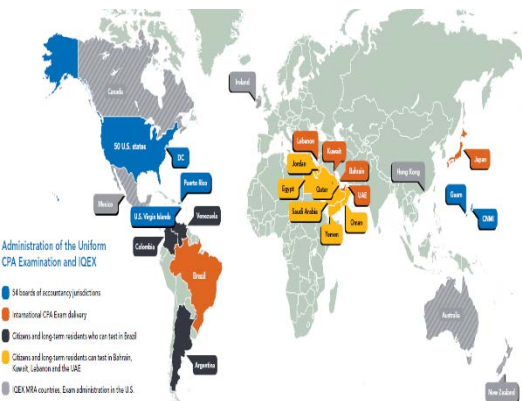 Canada
Ireland
50 U.S. states
DC
Lebanon
Kuwait
Jordan
Bahrain
Japan
Egypt
Qatar
UAE
Hong Kong
Puerto Rico
Mexico
U.S. Virgin Islands
Venezuela
Saudi Arabia
Oman
Guam
CNMI
Yemen
Colombia
Administration of the Uniform
CPA Examination and IQEX
Brazil
54 boards of accountancy jurisdictions
International CPA Exam delivery
Citizens and long-term residents who can test in Brazil
Australia
Citizens and long-term residents can test in Bahrain,
Kuwait, Lebanon and the UAE
Argentina
IQEX MRA countries, Exam administration in the U.S.
New Zealand